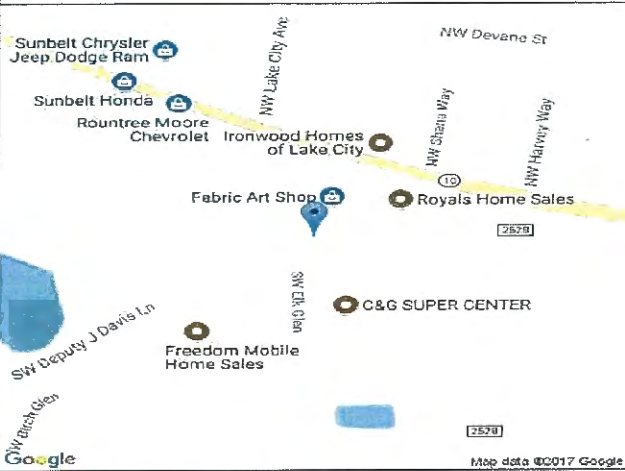 Sunbelt Chrysler
Jeep Dodge Ram
NW Lake City Ave
NW Devane St
Sunbelt Honda
Rountree Moore
Chevrolet
Ironwood Homes
of Lake City
NW Shana Way
NW Harvey Way
10
Fabric Art Shop
Royals Home Sales
2529
SW Elk Glen
C&G SUPER CENTER
SW Deputy J Davis Ln
Freedom Mobile
Home Sales
SW Birch Glen
2529
Google
Map data ©2017 Google